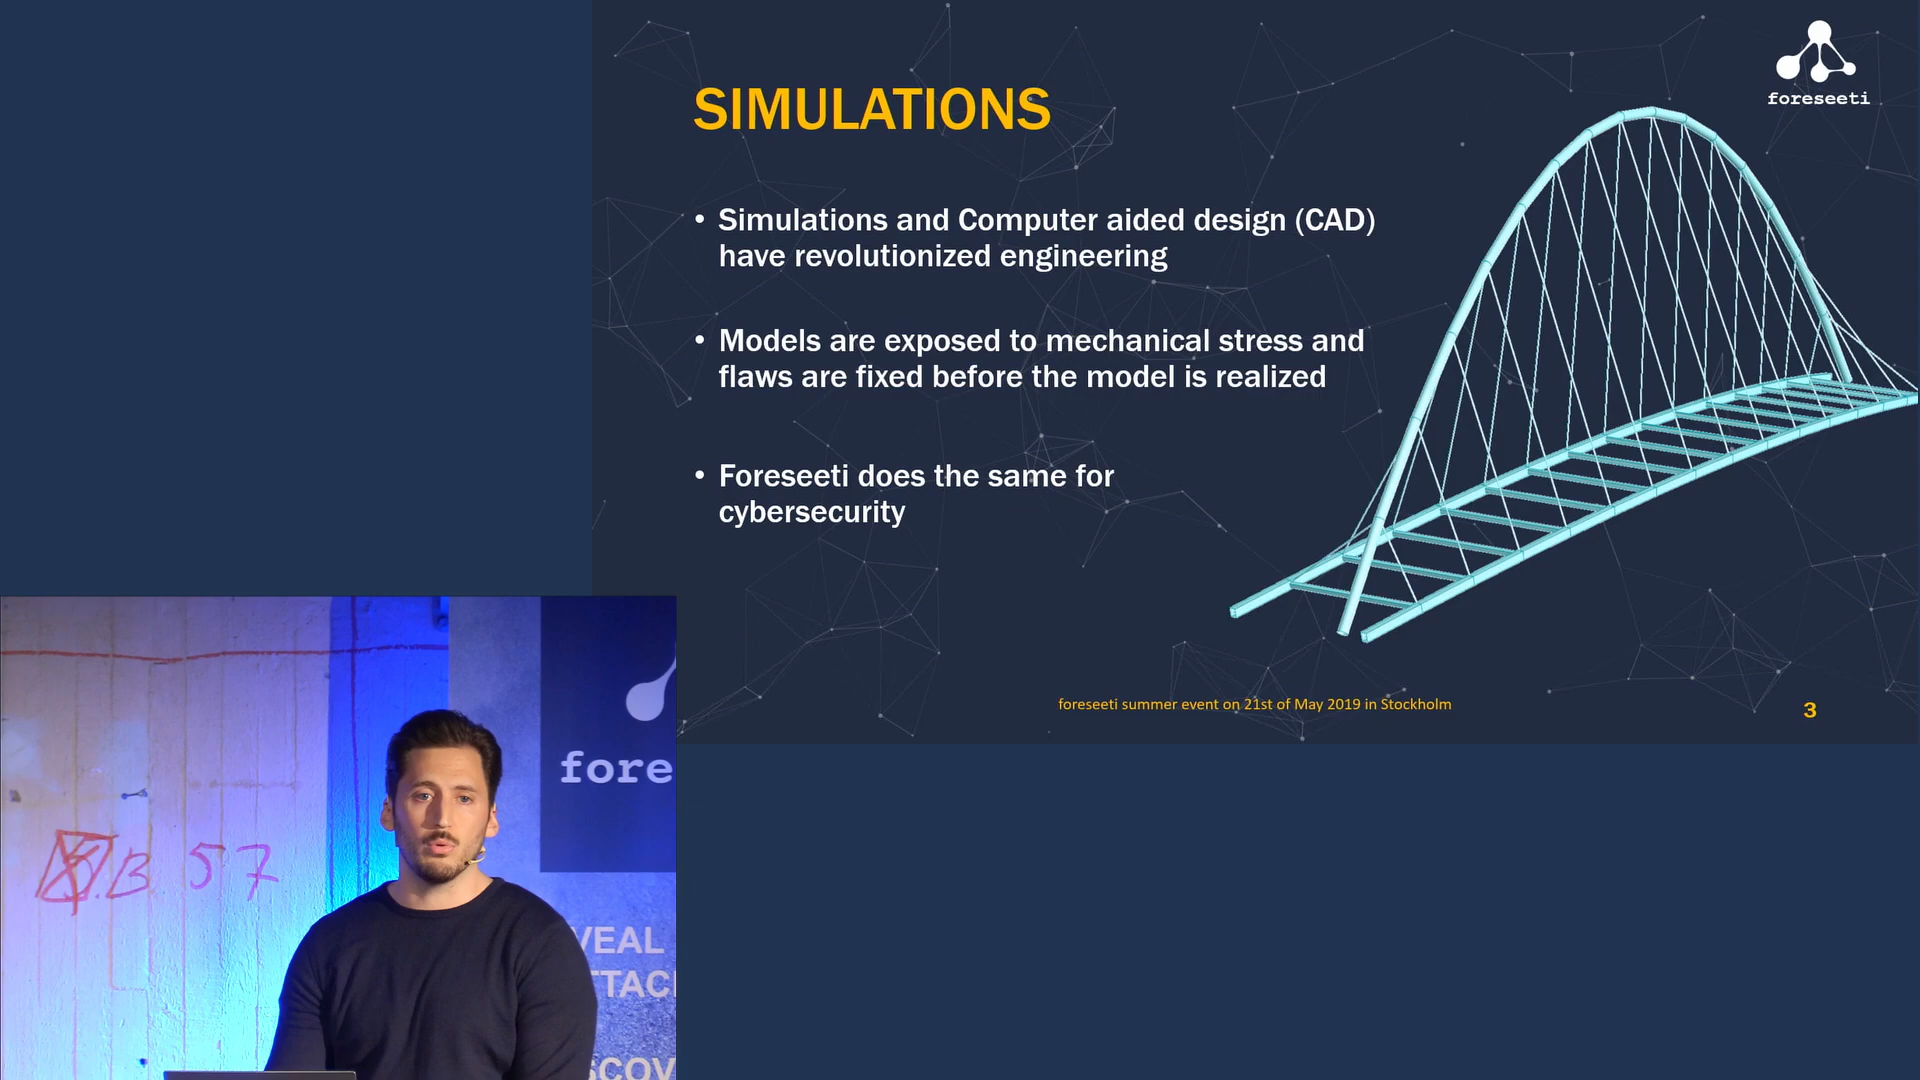 foreseeti
SIMULATIONS
• Simulations and Computer aided design (CAD)
have revolutionized engineering
• Models are exposed to mechanical stress and
flaws are fixed before the model is realized
• Foreseeti does the same for
cybersecurity
foreseeti summer event on 21st of May 2019 in Stockholm
3
fore
B 57
VEAL
TTACK
SCOV